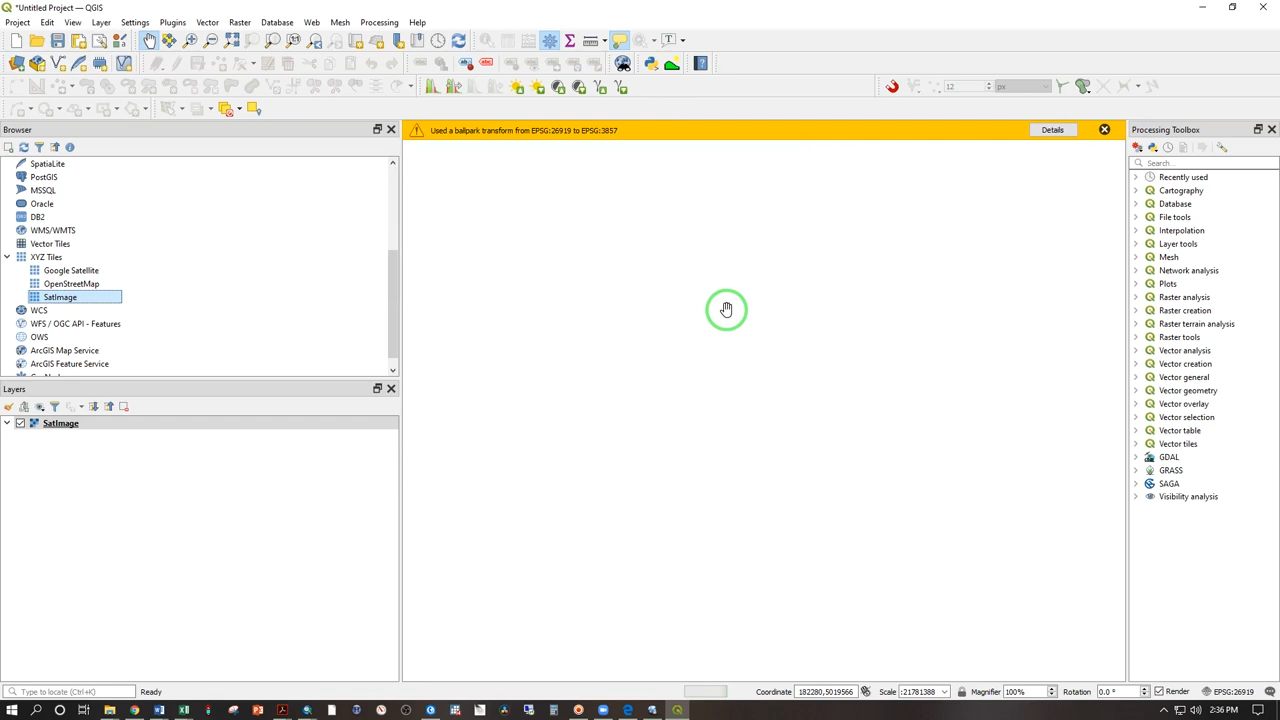 *Untitled Project — QGIS
Project Edit View Layer Settings Plugins Vector Raster Database Web Mesh Processing Help
12 px
Browser
Used a ballpark transform from EPSG:26919 to EPSG:3857 Details
Processing Toolbox
Search...
SpatiaLite
PostGIS
MSSQL
Oracle
DB2
WMS/WMTS
Vector Tiles
XYZ Tiles
Google Satellite
OpenStreetMap
SatImage
WCS
WFS / OGC API - Features
OWS
ArcGIS Map Service
ArcGIS Feature Service
Layers
SatImage
Recently used
Cartography
Database
File tools
Interpolation
Layer tools
Mesh
Network analysis
Plots
Raster analysis
Raster creation
Raster terrain analysis
Raster tools
Vector analysis
Vector creation
Vector general
Vector geometry
Vector overlay
Vector selection
Vector table
Vector tiles
GDAL
GRASS
SAGA
Visibility analysis
Type to locate (Ctrl+K) Ready Coordinate 182280,5019566 Scale :21781388 Magnifier 100% Rotation 0.0 ° Render EPSG:26919
2:36 PM